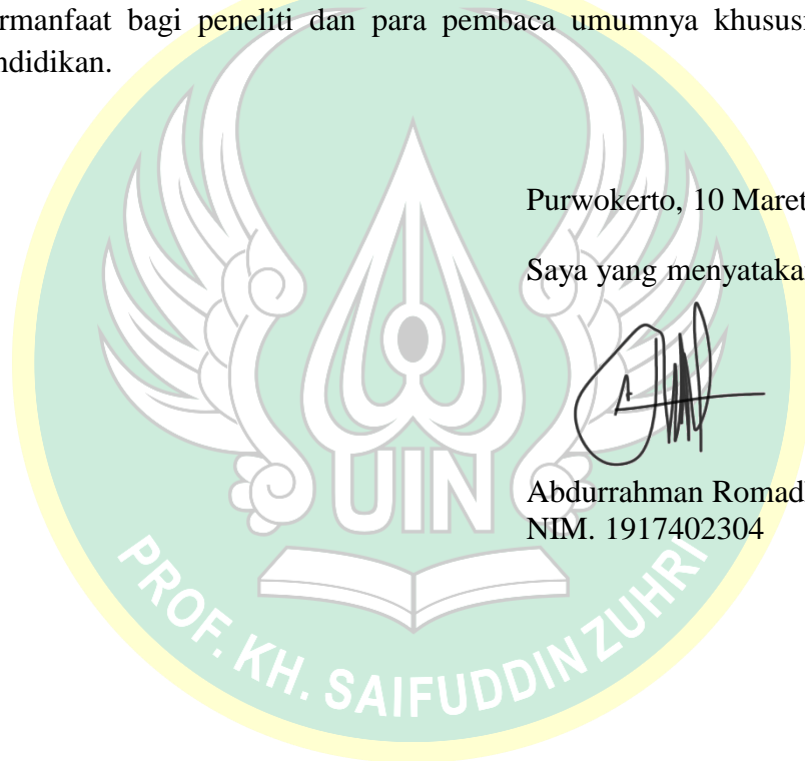 ermanfaat bagi peneliti dan para pembaca umumnya khusus
ndidikan.
Purwokerto, 10 Maret
Saya yang menyataka
Abdurrahman Romad
NIM. 1917402304
UIN
PROF. KH. SAIFUDDIN ZUHRI